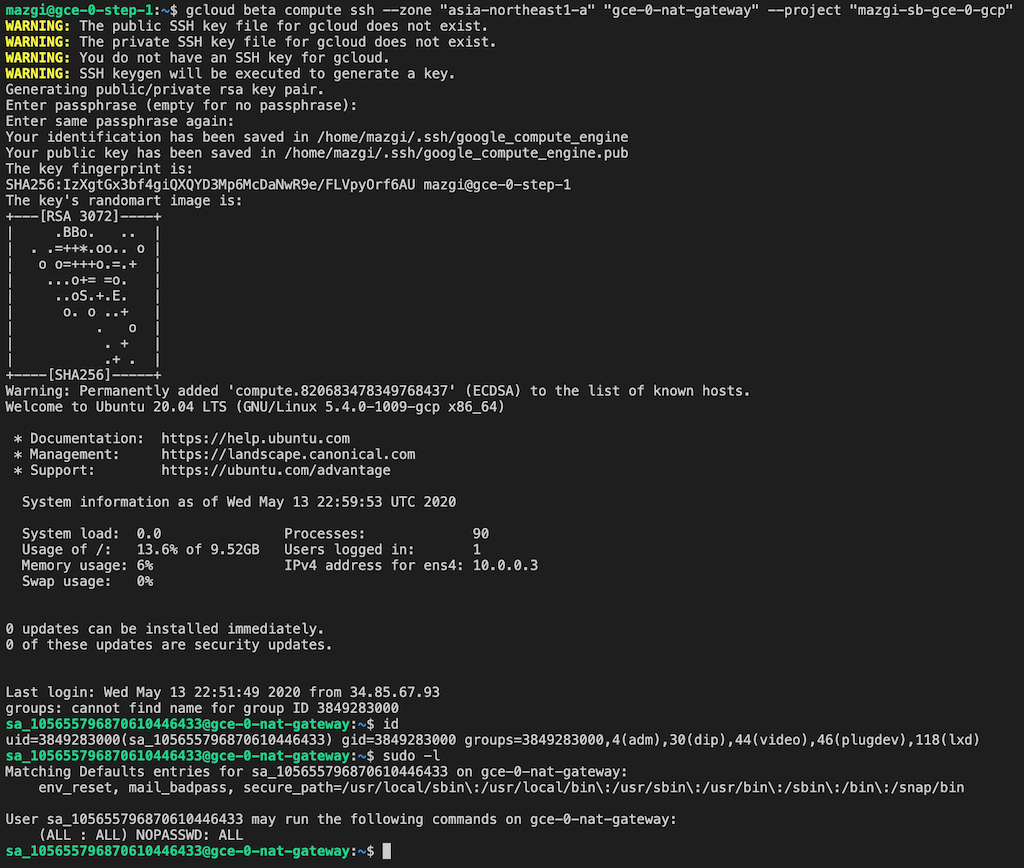 mazgi@gce-0-step-1:~$ gcloud beta compute ssh --zone "asia-northeast1-a" "gce-0-nat-gateway" --project "mazgi-sb-gce-0-gcp"
WARNING: The public SSH key file for gcloud does not exist.
WARNING: The private SSH key file for gcloud does not exist.
WARNING: You do not have an SSH key for gcloud.
WARNING: SSH keygen will be executed to generate a key.
Generating public/private rsa key pair.
Enter passphrase (empty for no passphrase):
Enter same passphrase again:
Your identification has been saved in /home/mazgi/.ssh/google_compute_engine
Your public key has been saved in /home/mazgi/.ssh/google_compute_engine.pub
The key fingerprint is:
SHA256:IzXgtGx3bf4giQXQYD3Mp6McDaNwR9e/FLVpyOrf6AU mazgi@gce-0-step-1
The key's randomart image is:
+---[RSA 3072]----+
|     .BBo.   ..  |
|  . .=++*.oo.. o |
|   o o=+++o.=.+  |
|    ...o+= =o.   |
|     ..oS.+.E.   |
|      o. o ..+   |
|          .   o  |
|           . +   |
|           .+ .  |
+----[SHA256]-----+
Warning: Permanently added 'compute.820683478349768437' (ECDSA) to the list of known hosts.
Welcome to Ubuntu 20.04 LTS (GNU/Linux 5.4.0-1009-gcp x86_64)

 * Documentation:  https://help.ubuntu.com
 * Management:     https://landscape.canonical.com
 * Support:        https://ubuntu.com/advantage

  System information as of Wed May 13 22:59:53 UTC 2020

  System load:  0.0               Processes:             90
  Usage of /:   13.6% of 9.52GB   Users logged in:       1
  Memory usage: 6%                IPv4 address for ens4: 10.0.0.3
  Swap usage:   0%

0 updates can be installed immediately.
0 of these updates are security updates.

Last login: Wed May 13 22:51:49 2020 from 34.85.67.93
groups: cannot find name for group ID 3849283000
sa_105655796870610446433@gce-0-nat-gateway:~$ id
uid=3849283000(sa_105655796870610446433) gid=3849283000 groups=3849283000,4(adm),30(dip),44(video),46(plugdev),118(lxd)
sa_105655796870610446433@gce-0-nat-gateway:~$ sudo -l
Matching Defaults entries for sa_105655796870610446433 on gce-0-nat-gateway:
    env_reset, mail_badpass, secure_path=/usr/local/sbin\:/usr/local/bin\:/usr/sbin\:/usr/bin\:/sbin\:/bin\:/snap/bin

User sa_105655796870610446433 may run the following commands on gce-0-nat-gateway:
    (ALL : ALL) NOPASSWD: ALL
sa_105655796870610446433@gce-0-nat-gateway:~$